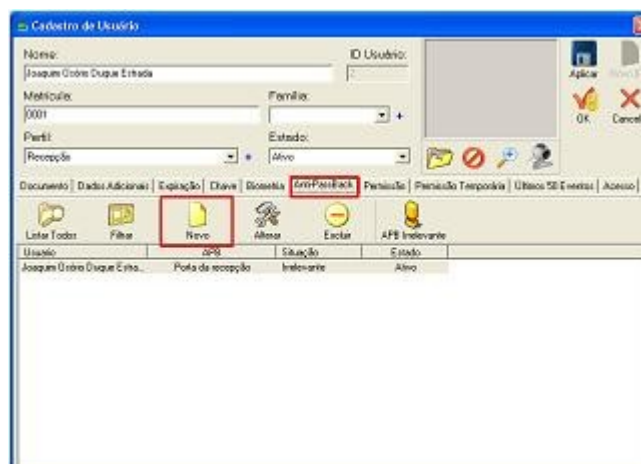 Cadastro de Usuário
Nome:
ID Usuário:
Joaquim Osório Duque Estrada
2
Matrícula:
Família:
0001
Perfil:
Estado:
Recepção
Ativo
Aplicar
OK
Cancel
Documento
Dados Adicionais
Expiração
Chave
Biometria
Anti-PassBack
Permissão
Permissão Temporária
Últimos 50 Eventos
Acesso
Listar Todos
Filtrar
Novo
Alterar
Excluir
APB Irrelevante
Usuario
APB
Situação
Estado
Joaquim Osório Duque Estra...
Porta da recepção
Irrelevante
Ativo